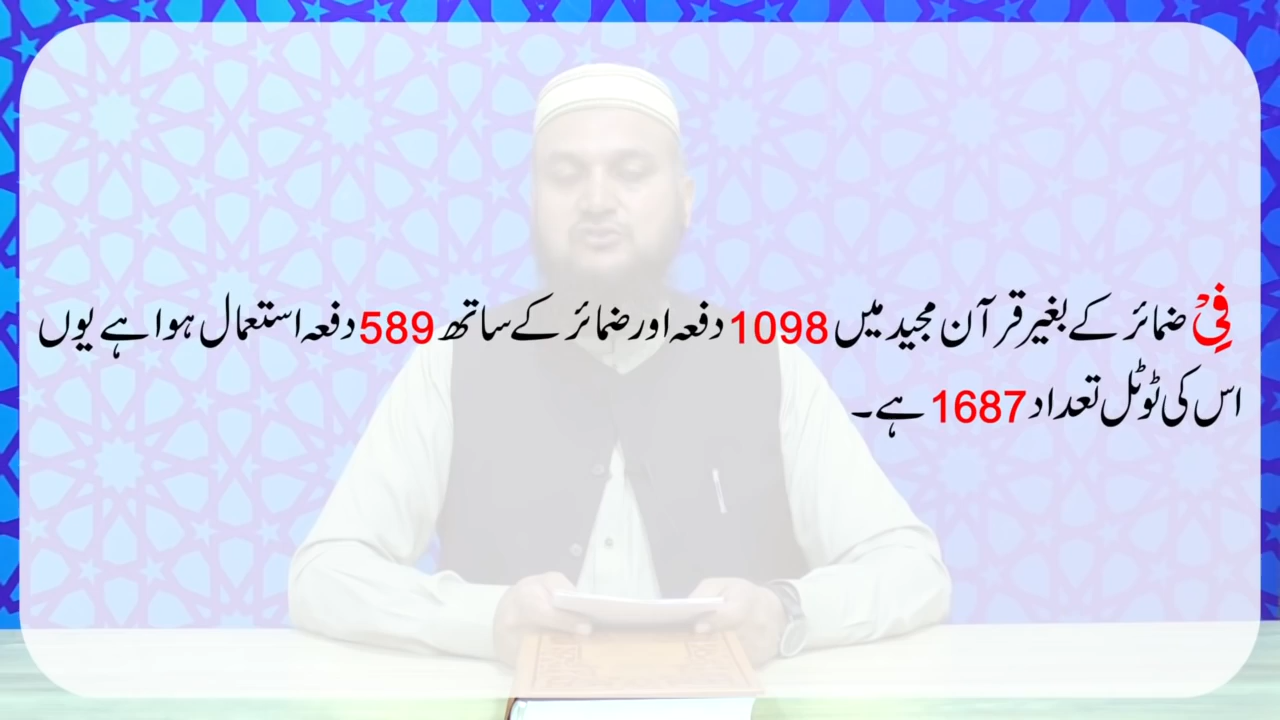 فِیْ ضمائر کے بغیر قرآن مجید میں 1098 دفعہ اور ضمائر کے ساتھ 589 دفعہ استعمال ہوا ہے یوں
اس کی ٹوٹل تعداد 1687 ہے۔